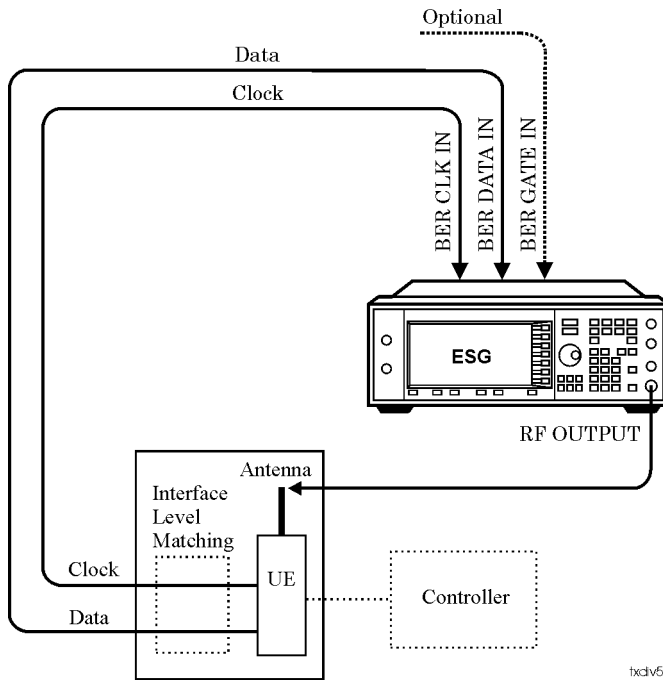 Optional
Data
Clock
BER CLK IN
BER DATA IN
BER GATE IN
ESG
RF OUTPUT
Antenna
Interface
Level
Matching
Clock
UE
Controller
Data
txdiv5